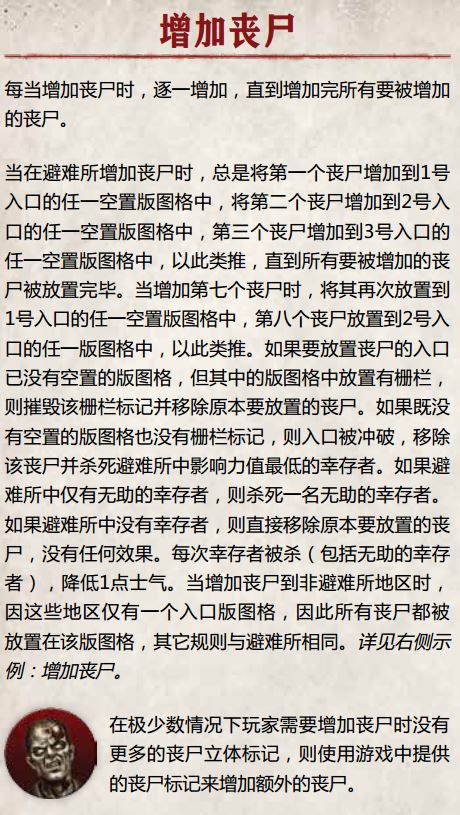 增加丧尸
每当增加丧尸时，逐一增加，直到增加完所有要被增加
的丧尸。
当在避难所增加丧尸时，总是将第一个丧尸增加到1号
入口的任一空置版图格中，将第二个丧尸增加到2号入
口的任一空置版图格中，第三个丧尸增加到3号入口的
任一空置版图格中，以此类推，直到所有要被增加的丧
尸被放置完毕。当增加第七个丧尸时，将其再次放置到
1号入口的任一空置版图格中，第八个丧尸放置到2号入
口的任一版图格中，以此类推。如果要放置丧尸的入口
已没有空置的版图格，但其中的版图格中放置有栅栏，
则摧毁该栅栏标记并移除原本要放置的丧尸。如果既没
有空置的版图格也没有栅栏标记，则入口被冲破，移除
该丧尸并杀死避难所中影响力值最低的幸存者。如果避
难所中仅有无助的幸存者，则杀死一名无助的幸存者。
如果避难所中没有幸存者，则直接移除原本要放置的丧
尸，没有任何效果。每次幸存者被杀（包括无助的幸存
者），降低1点士气。当增加丧尸到非避难所地区时，
因这些地区仅有一个入口版图格，因此所有丧尸都被
放置在该版图格，其它规则与避难所相同。详见右侧示
例：增加丧尸。
在极少数情况下玩家需要增加丧尸时没有
更多的丧尸立体标记，则使用游戏中提供
的丧尸标记来增加额外的丧尸。